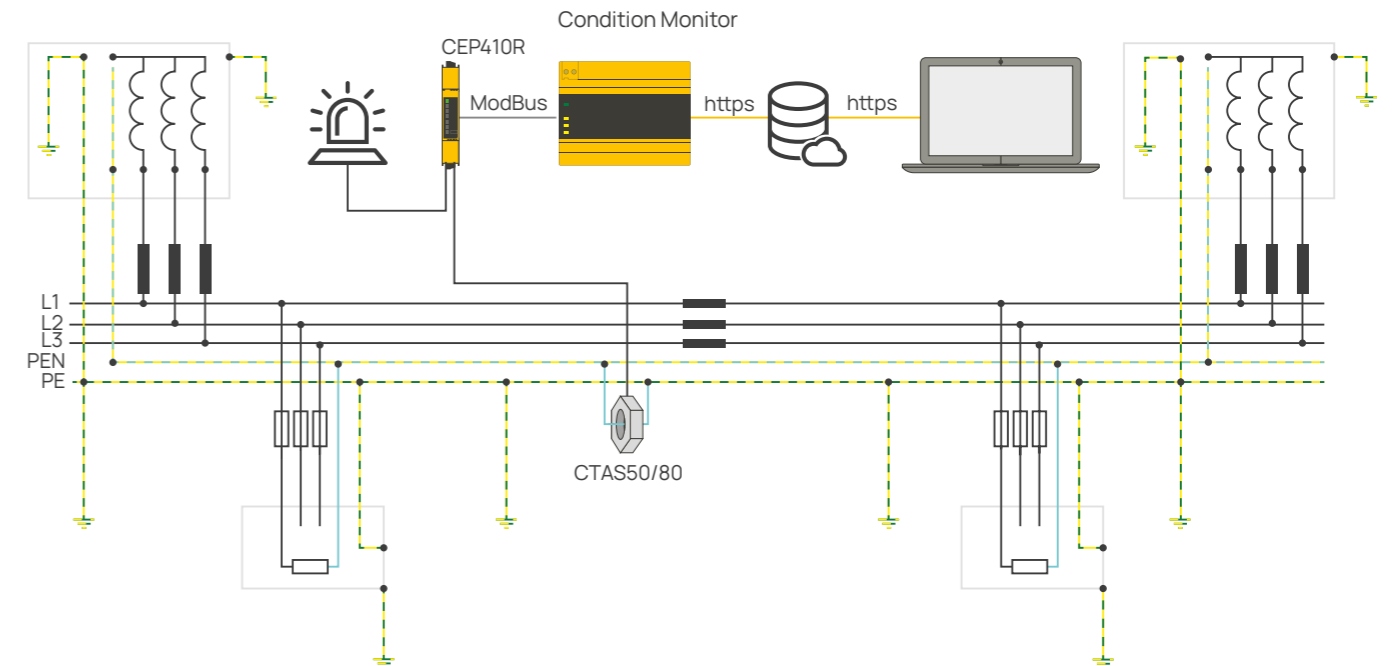 Condition Monitor
CEP410R
ModBus
https
https
L1
L2
L3
PEN
PE
CTAS50/80